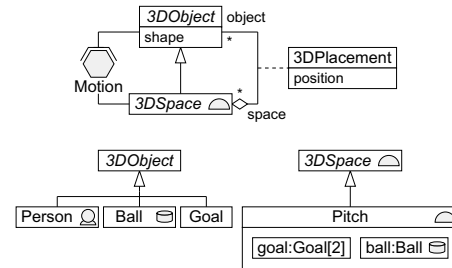 3DObject
object
shape
*
3DPlacement
position
Motion
*
3DSpace
space
3DObject
3DSpace
Person
Ball
Goal
Pitch
goal:Goal[2]
ball:Ball